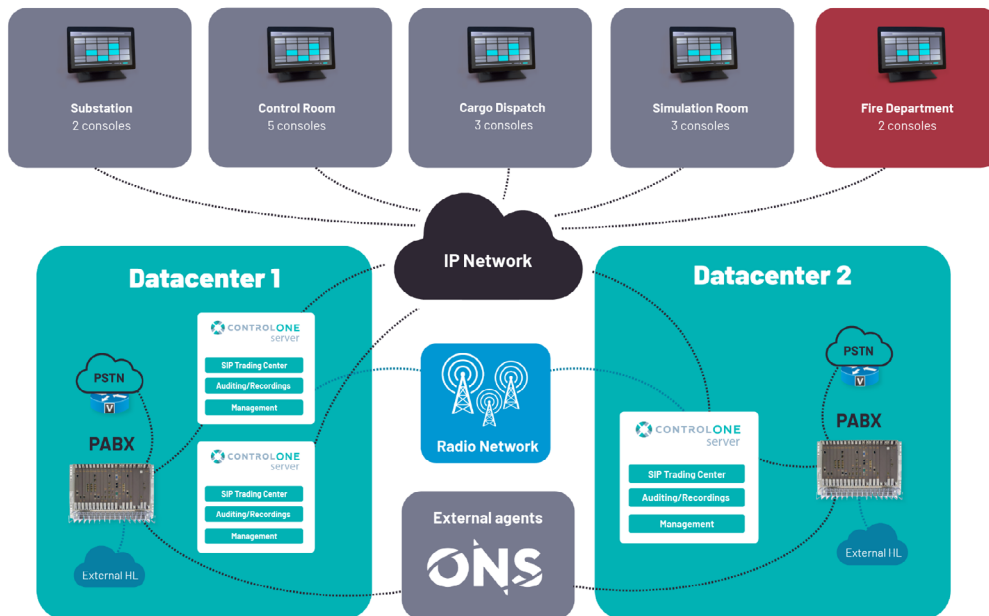 Substation
2 consoles
Control Room
5 consoles
Cargo Dispatch
3 consoles
Simulation Room
3 consoles
Fire Department
2 consoles
IP Network
Datacenter 1
CONTROLONE
server
SIP Trading Center
Auditing/Recordings
Management
PSTN
V
PABX
CONTROLONE
server
SIP Trading Center
Auditing/Recordings
Management
External HL
Radio Network
External agents
ONS
Datacenter 2
PSTN
V
PABX
CONTROLONE
server
SIP Trading Center
Auditing/Recordings
Management
External HL